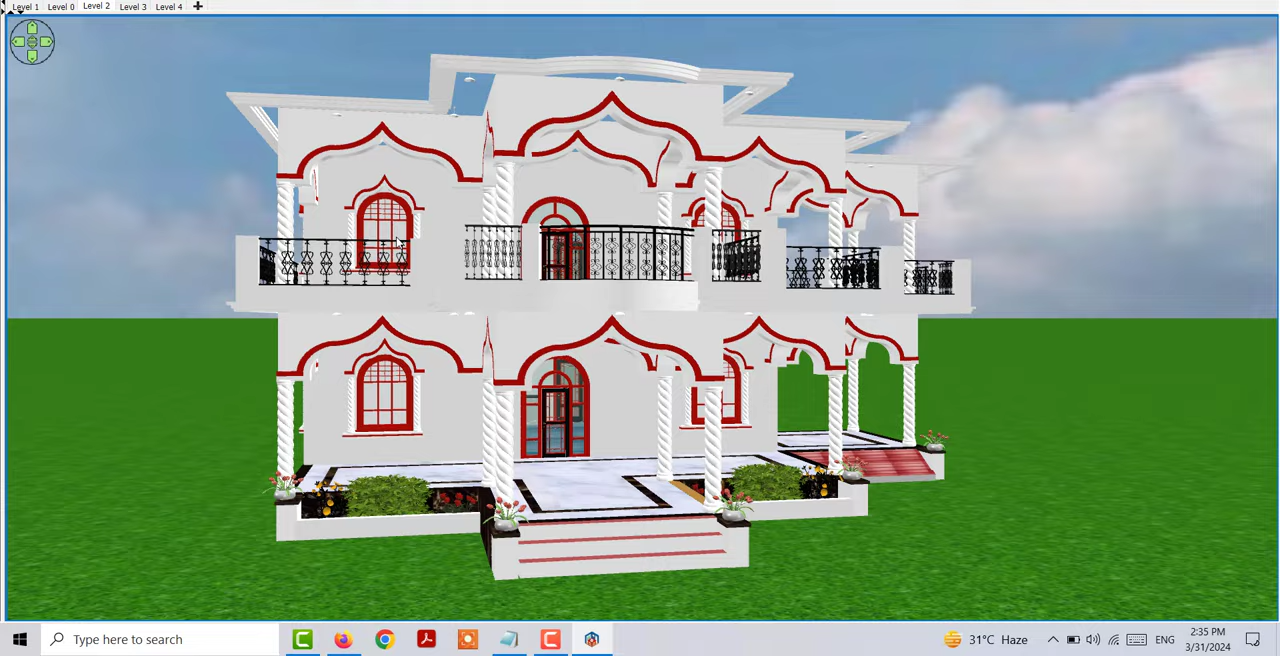 Level 1 Level 0 Level 2 Level 3 Level 4
Type here to search
31°C Haze
ENG
2:35 PM
3/31/2024